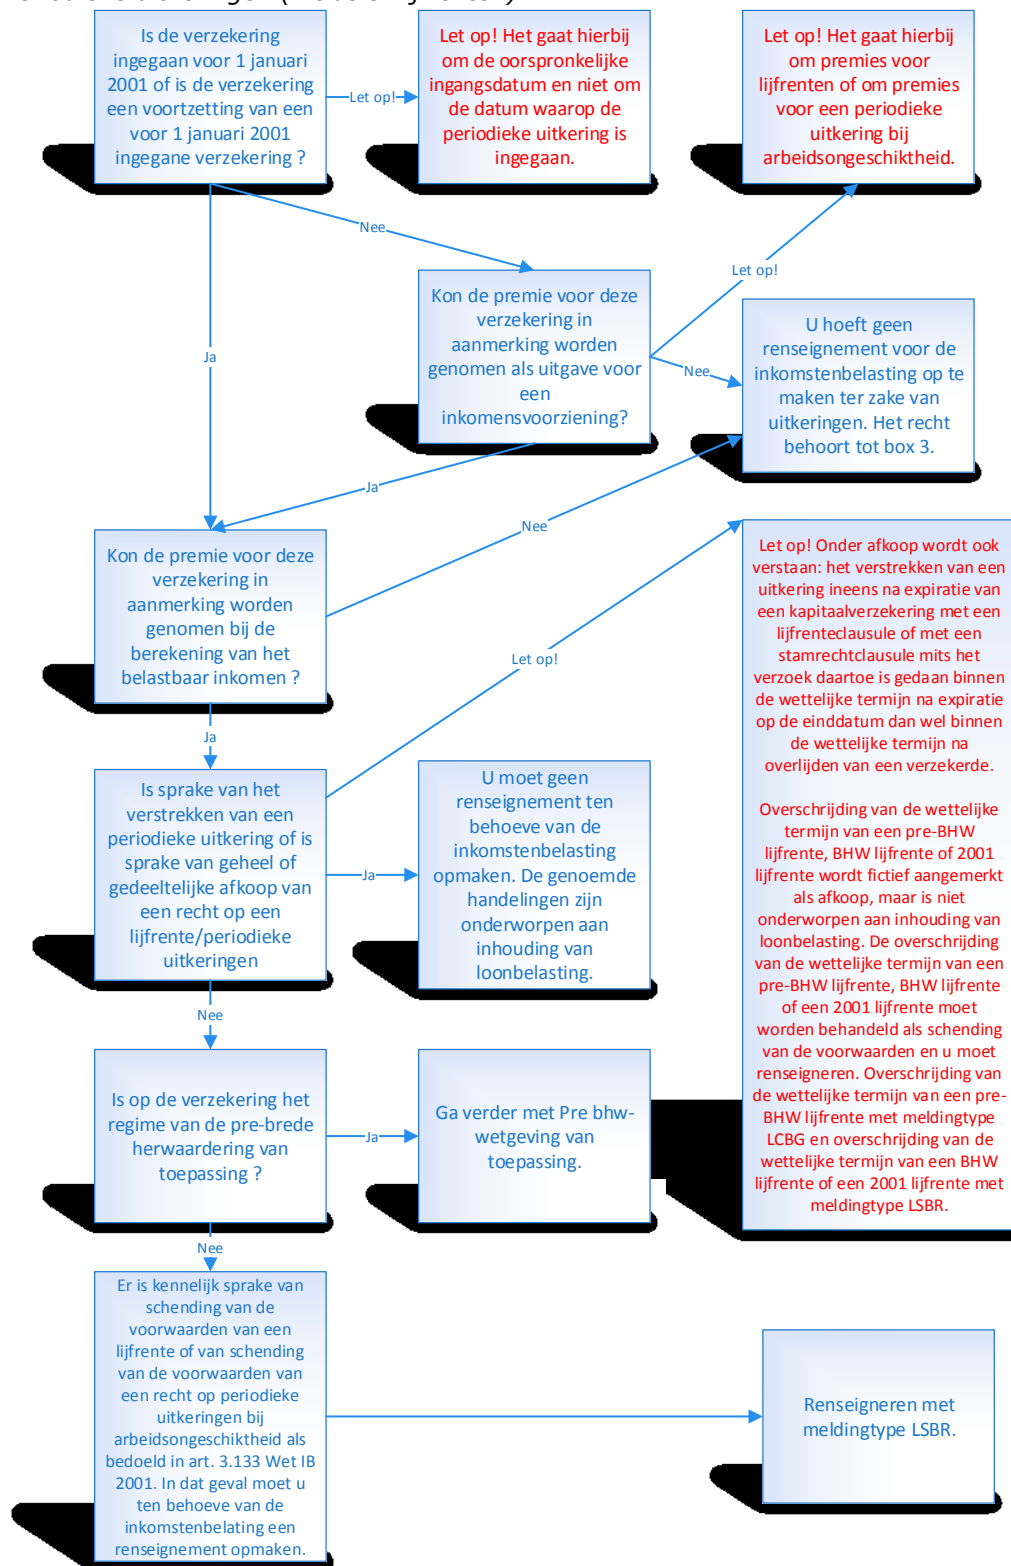 Is de verzekering
ingegaan voor 1 januari
2001 of is de verzekering
een voortzetting van een
voor 1 januari 2001
ingegane verzekering ?
Let op!
Let op! Het gaat hierbij
om de oorspronkelijke
ingangsdatum en niet om
de datum waarop de
periodieke uitkering is
ingegaan.
Let op! Het gaat hierbij
om premies voor
lijfrenten of om premies
voor een periodieke
uitkering bij
arbeidsongeschiktheid.
Nee
Let op!
Kon de premie voor deze
verzekering in
aanmerking worden
genomen als uitgave voor
een
inkomensvoorziening?
Ja
Nee
U hoeft geen
renseignement voor de
inkomstenbelasting op te
maken ter zake van
uitkeringen. Het recht
behoort tot box 3.
Ja
Nee
Kon de premie voor deze
verzekering in
aanmerking worden
genomen bij de
berekening van het
belastbaar inkomen ?
Let op!
Let op! Onder afkoop wordt ook
verstaan: het verstrekken van een
uitkering ineens na expiratie van
een kapitaalverzekering met een
lijfrenteclausule of met een
stamrechtclausule mits het
verzoek daartoe is gedaan binnen
de wettelijke termijn na expiratie
op de einddatum dan wel binnen
de wettelijke termijn na
overlijden van een verzekerde.
Overschrijding van de wettelijke
termijn van een pre-BHW
lijfrente, BHW lijfrente of 2001
lijfrente wordt fictief aangemerkt
als afkoop, maar is niet
onderworpen aan inhouding van
loonbelasting. De overschrijding
van de wettelijke termijn van een
pre-BHW lijfrente, BHW lijfrente
of een 2001 lijfrente moet
worden behandeld als schending
van de voorwaarden en u moet
renseigneren. Overschrijding van
de wettelijke termijn van een pre-
BHW lijfrente met meldingtype
LCBG en overschrijding van de
wettelijke termijn van een BHW
lijfrente of een 2001 lijfrente met
meldingtype LSBR.
Ja
Is sprake van het
verstrekken van een
periodieke uitkering of is
sprake van geheel of
gedeeltelijke afkoop van
een recht op een
lijfrente/periodieke
uitkeringen
Ja
U moet geen
renseignement ten
behoeve van de
inkomstenbelasting
opmaken. De genoemde
handelingen zijn
onderworpen aan
inhouding van
loonbelasting.
Nee
Is op de verzekering het
regime van de pre-brede
herwaardering van
toepassing ?
Ja
Ga verder met Pre bhw-
wetgeving van
toepassing.
Nee
Er is kennelijk sprake van
schending van de
voorwaarden van een
lijfrente of van schending
van de voorwaarden van
een recht op periodieke
uitkeringen bij
arbeidsongeschiktheid als
bedoeld in art. 3.133 Wet IB
2001. In dat geval moet u
ten behoeve van de
inkomstenbelating een
renseignement opmaken.
Renseigneren met
meldingtype LSBR.